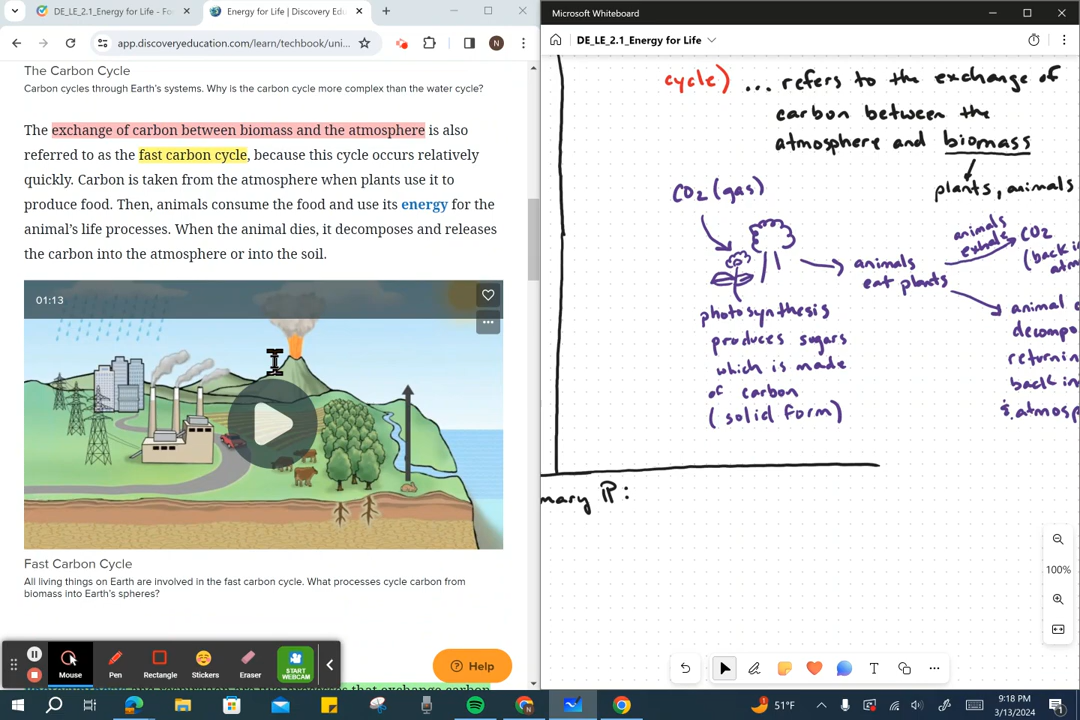 DE_LE_2.1_Energy for Life - Fo
Energy for Life | Discovery Edu
app.discoveryeducation.com/learn/techbook/uni...
N
The Carbon Cycle
Carbon cycles through Earth's systems. Why is the carbon cycle more complex than the water cycle?
The exchange of carbon between biomass and the atmosphere is also
referred to as the fast carbon cycle, because this cycle occurs relatively
quickly. Carbon is taken from the atmosphere when plants use it to
produce food. Then, animals consume the food and use its energy for the
animal's life processes. When the animal dies, it decomposes and releases
the carbon into the atmosphere or into the soil.
01:13
Fast Carbon Cycle
All living things on Earth are involved in the fast carbon cycle. What processes cycle carbon from
biomass into Earth's spheres?
Mouse
Pen
Rectangle
Stickers
Eraser
START
WEBCAM
Help
Microsoft Whiteboard
DE_LE_2.1_Energy for Life
cycle) ... refers to the exchange of
carbon between the
atmosphere and biomass
plants, animals
CO2 (gas)
photosynthesis
produces sugars
which is made
of carbon
(solid form)
animals
eat plants
animals
exhale
CO2
(back in
atm
animal
decompo
returnin
back in
atmosp
mary P:
100%
51°F
9:18 PM
3/13/2024